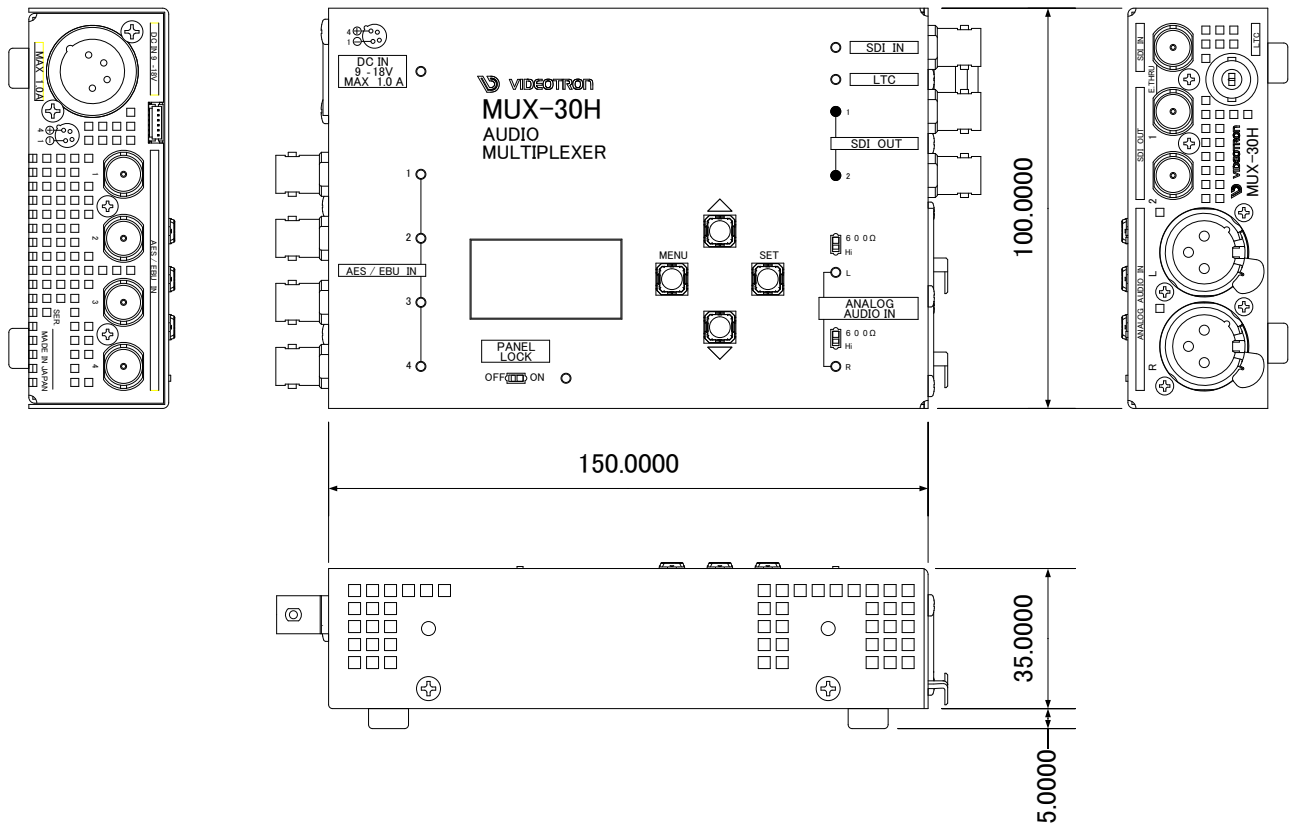 DC IN 9 -18V
MAX 1.0A
4
1
1
2
3
4
AES / EBU IN
SER.
MADE IN JAPAN
4
1
DC IN
9 -18V
MAX 1.0 A
VIDEOTRON
MUX-30H
AUDIO
MULTIPLEXER
SDI IN
LTC
1
SDI OUT
2
1
2
AES / EBU IN
3
4
MENU
SET
PANEL
LOCK
OFF ON
600Ω
Hi
L
ANALOG
AUDIO IN
600Ω
Hi
R
100.0000
SDI IN
E.THRU
LTC
SDI OUT
1
2
VIDEOTRON
MUX-30H
ANALOG AUDIO IN
L
R
150.0000
35.0000
5.0000